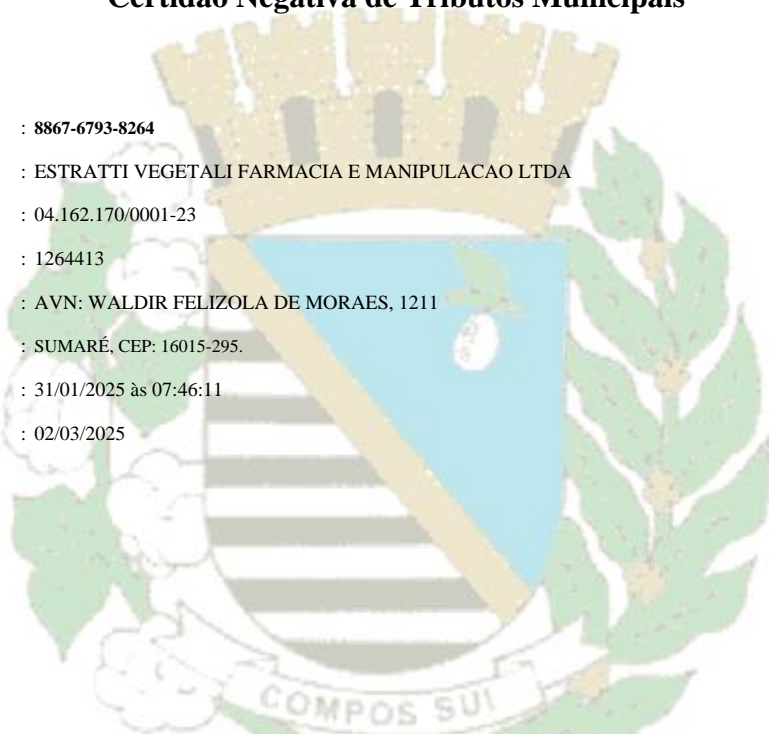 Certidão Negativa de Tributos Municipais
: 8867-6793-8264
: ESTRATTI VEGETALI FARMACIA E MANIPULACAO LTDA
: 04.162.170/0001-23
: 1264413
: AVN: WALDIR FELIZOLA DE MORAES, 1211
: SUMARÉ, CEP: 16015-295.
: 31/01/2025 às 07:46:11
: 02/03/2025
COMPOS SUI